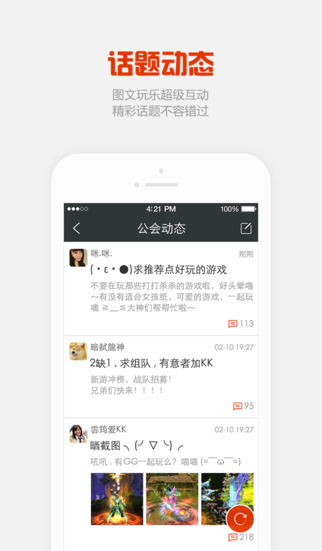 话题动态
图文玩乐超级互动
精彩话题不容错过
4:21 PM 100%
公会动态
咪.咪. 刚刚
(・ε・●)求推荐点好玩的游戏
不要在玩那些打打杀杀的游戏啦，好头晕噜
～有没有适合女孩纸，可爱的游戏，一起玩
噢 ≧__≦大神们帮帮忙啦～
113
暗弑龍神 02-10 19:27
2缺1 , 求组队 , 有意者加KK
新游冲榜，战队招募！
兄弟们快来！！！！
95
雲筠爱KK 02-10 19:27
晒截图╮(╯▽╰)╭
吼吼 , 有GG一起玩么？喵喵 (=￣ω￣=)
218